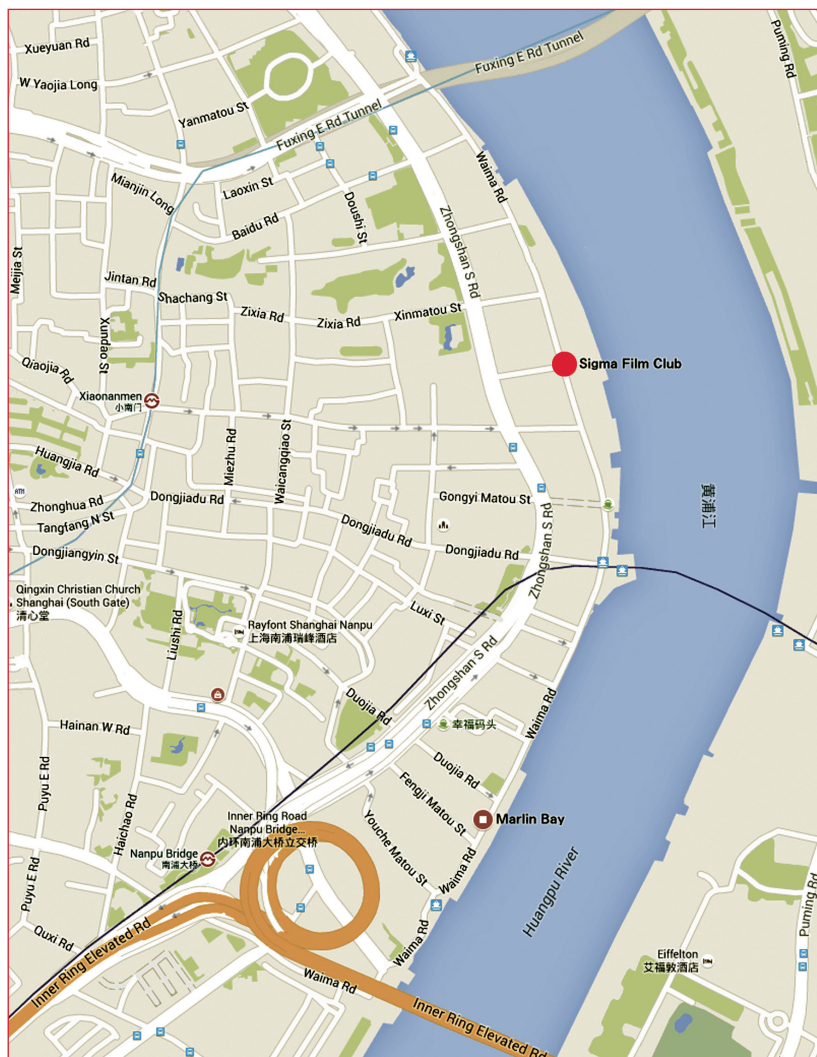 Xueyuan Rd
W Yaojia Long
Yanmatou St
Fuxing E Rd Tunnel
Fuxing E Rd Tunnel
Puming Rd
Mianjin Long
Laoxin St
Baidu Rd
Doushi St
Waima Rd
Zhongshan S Rd
Meijia St
Jintan Rd
Shachang St
Zixia Rd
Zixia Rd
Xinmatou St
Xundao St
Qiaojia Rd
Sigma Film Club
Xiaonanmen
小南门
Miezhu Rd
Waicangqiao St
Huangjia Rd
ATM
Zhonghua Rd
Tangfang N St
Dongjiadu Rd
Dongjiadu Rd
Dongjiadu Rd
Gongyi Matou St
Zhongshan S Rd
黄浦江
Dongjiangyin St
Qingxin Christian Church
Shanghai (South Gate)
清心堂
Liushi Rd
Rayfont Shanghai Nanpu
上海南浦瑞峰酒店
Luxi St
Zhongshan S Rd
Duojia Rd
Waima Rd
幸福码头
Hainan W Rd
Puyu E Rd
Haichao Rd
Duojia Rd
Fengji Matou St
Marlin Bay
Inner Ring Road
Nanpu Bridge...
内环南浦大桥立交桥
Youche Matou St
Nanpu Bridge
南浦大桥
Waima Rd
Huangpu River
Puyu E Rd
Quxi Rd
Inner Ring Elevated Rd
Waima Rd
Waima Rd
Inner Ring Elevated Rd
Eiffelton
艾福敦酒店
Puming Rd